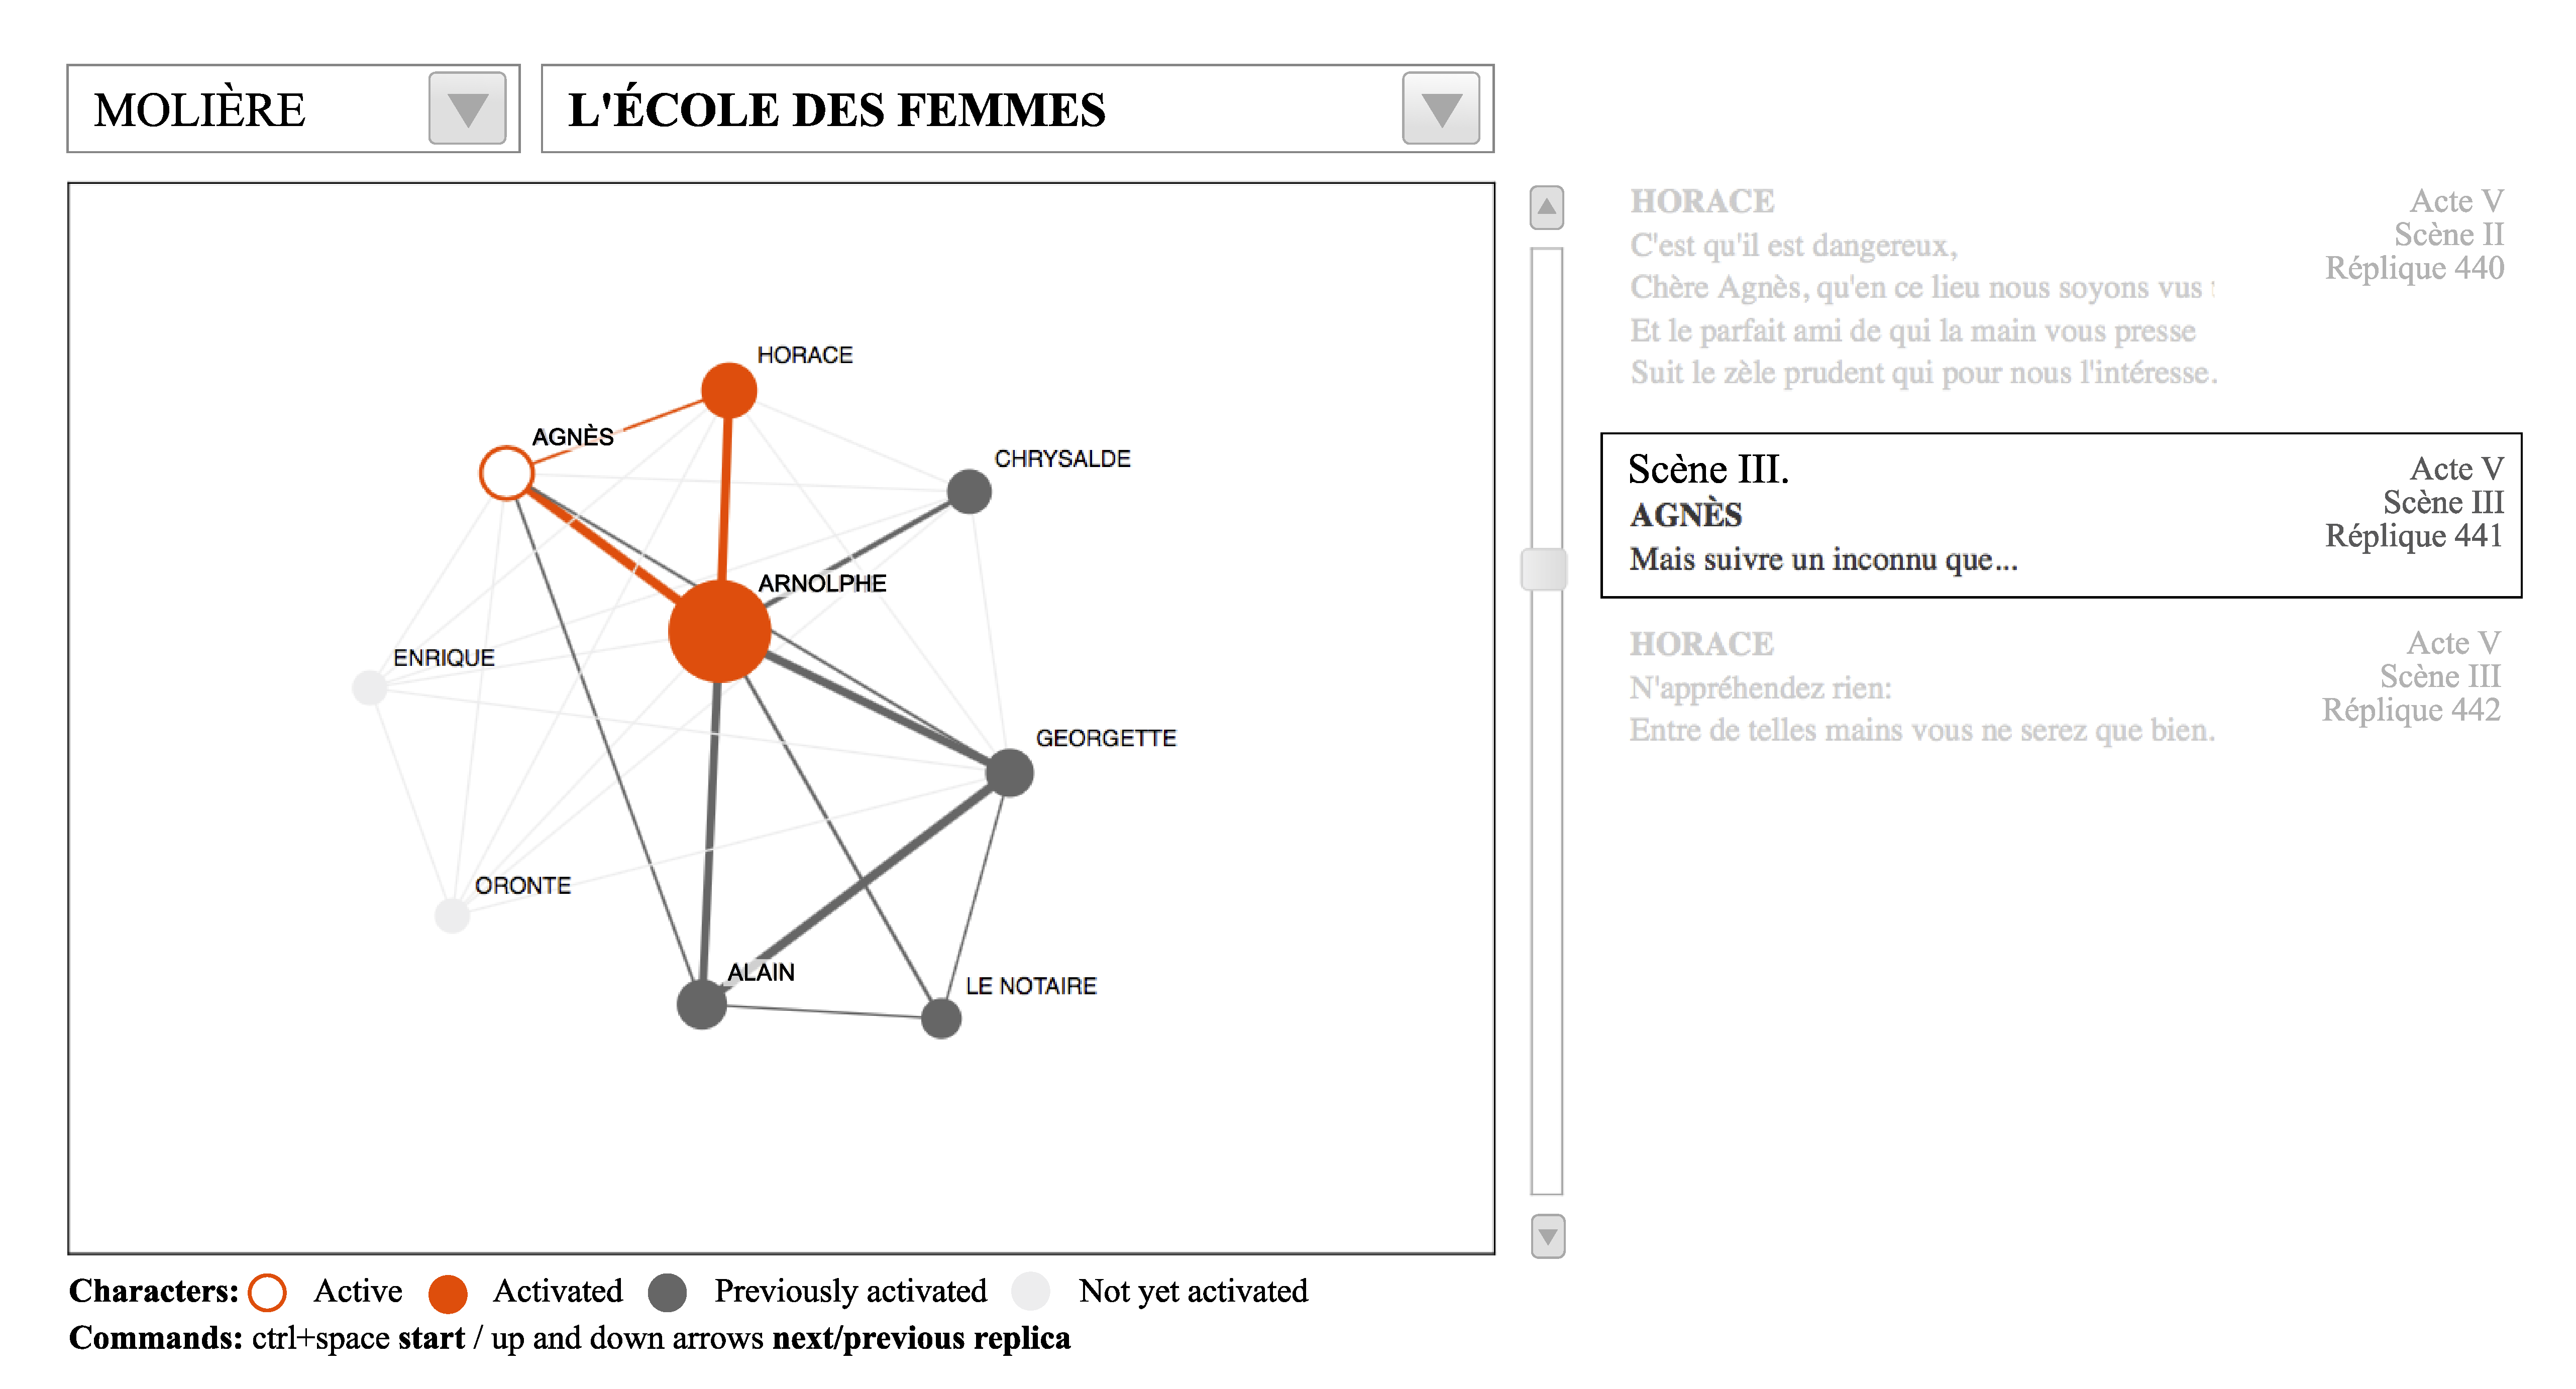 MOLIÈRE
L'ÉCOLE DES FEMMES
HORACE
AGNÈS
CHRYSALDE
ARNOLPHE
ENRIQUE
GEORGETTE
ORONTE
ALAIN
LE NOTAIRE
HORACE
Acte V
C'est qu'il est dangereux,
Scène II
Chère Agnès, qu'en ce lieu nous soyons vus
Réplique 440
Et le parfait ami de qui la main vous presse
Suit le zèle prudent qui pour nous l'intéresse.
Scène III.
Acte V
AGNÈS
Scène III
Mais suivre un inconnu que...
Réplique 441
HORACE
Acte V
N'appréhendez rien:
Scène III
Entre de telles mains vous ne serez que bien.
Réplique 442
Characters: Active Activated Previously activated Not yet activated
Commands: ctrl+space start / up and down arrows next/previous replica